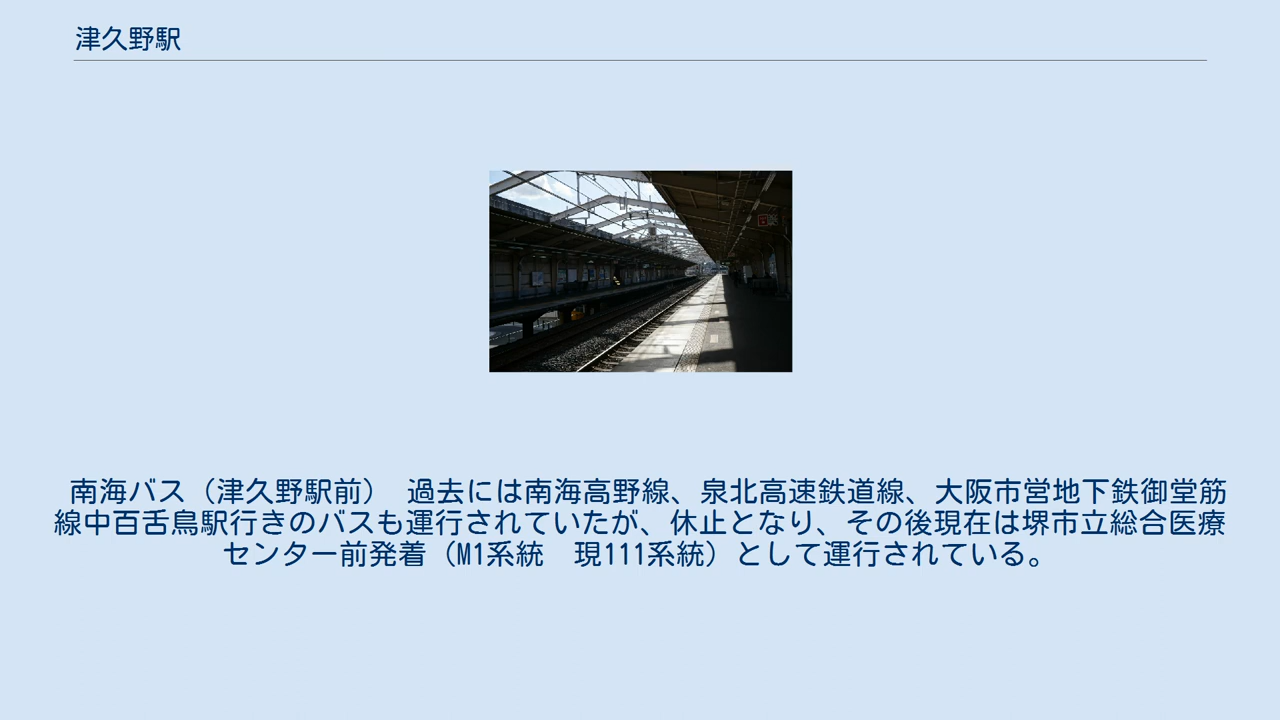 津久野駅
南海バス（津久野駅前）　過去には南海高野線、泉北高速鉄道線、大阪市営地下鉄御堂筋
線中百舌鳥駅行きのバスも運行されていたが、休止となり、その後現在は堺市立総合医療
センター前発着（M1系統　現111系統）として運行されている。